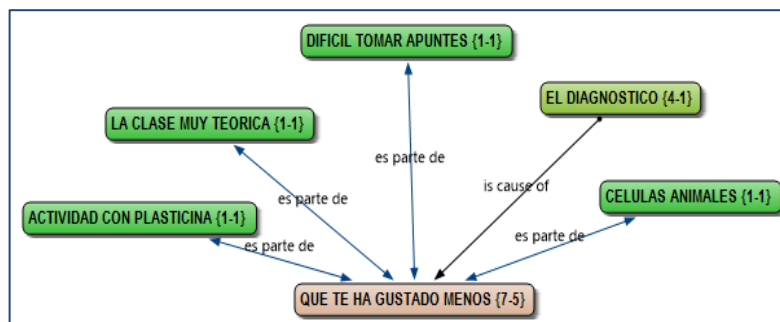 DIFICIL TOMAR APUNTES {1-1}
EL DIAGNOSTICO {4-1}
LA CLASE MUY TEORICA {1-1}
es parte de
is cause of
CELULAS ANIMALES {1-1}
es parte de
ACTIVIDAD CON PLASTICINA {1-1}
es parte de
es parte de
QUE TE HA GUSTADO MENOS {7-5}